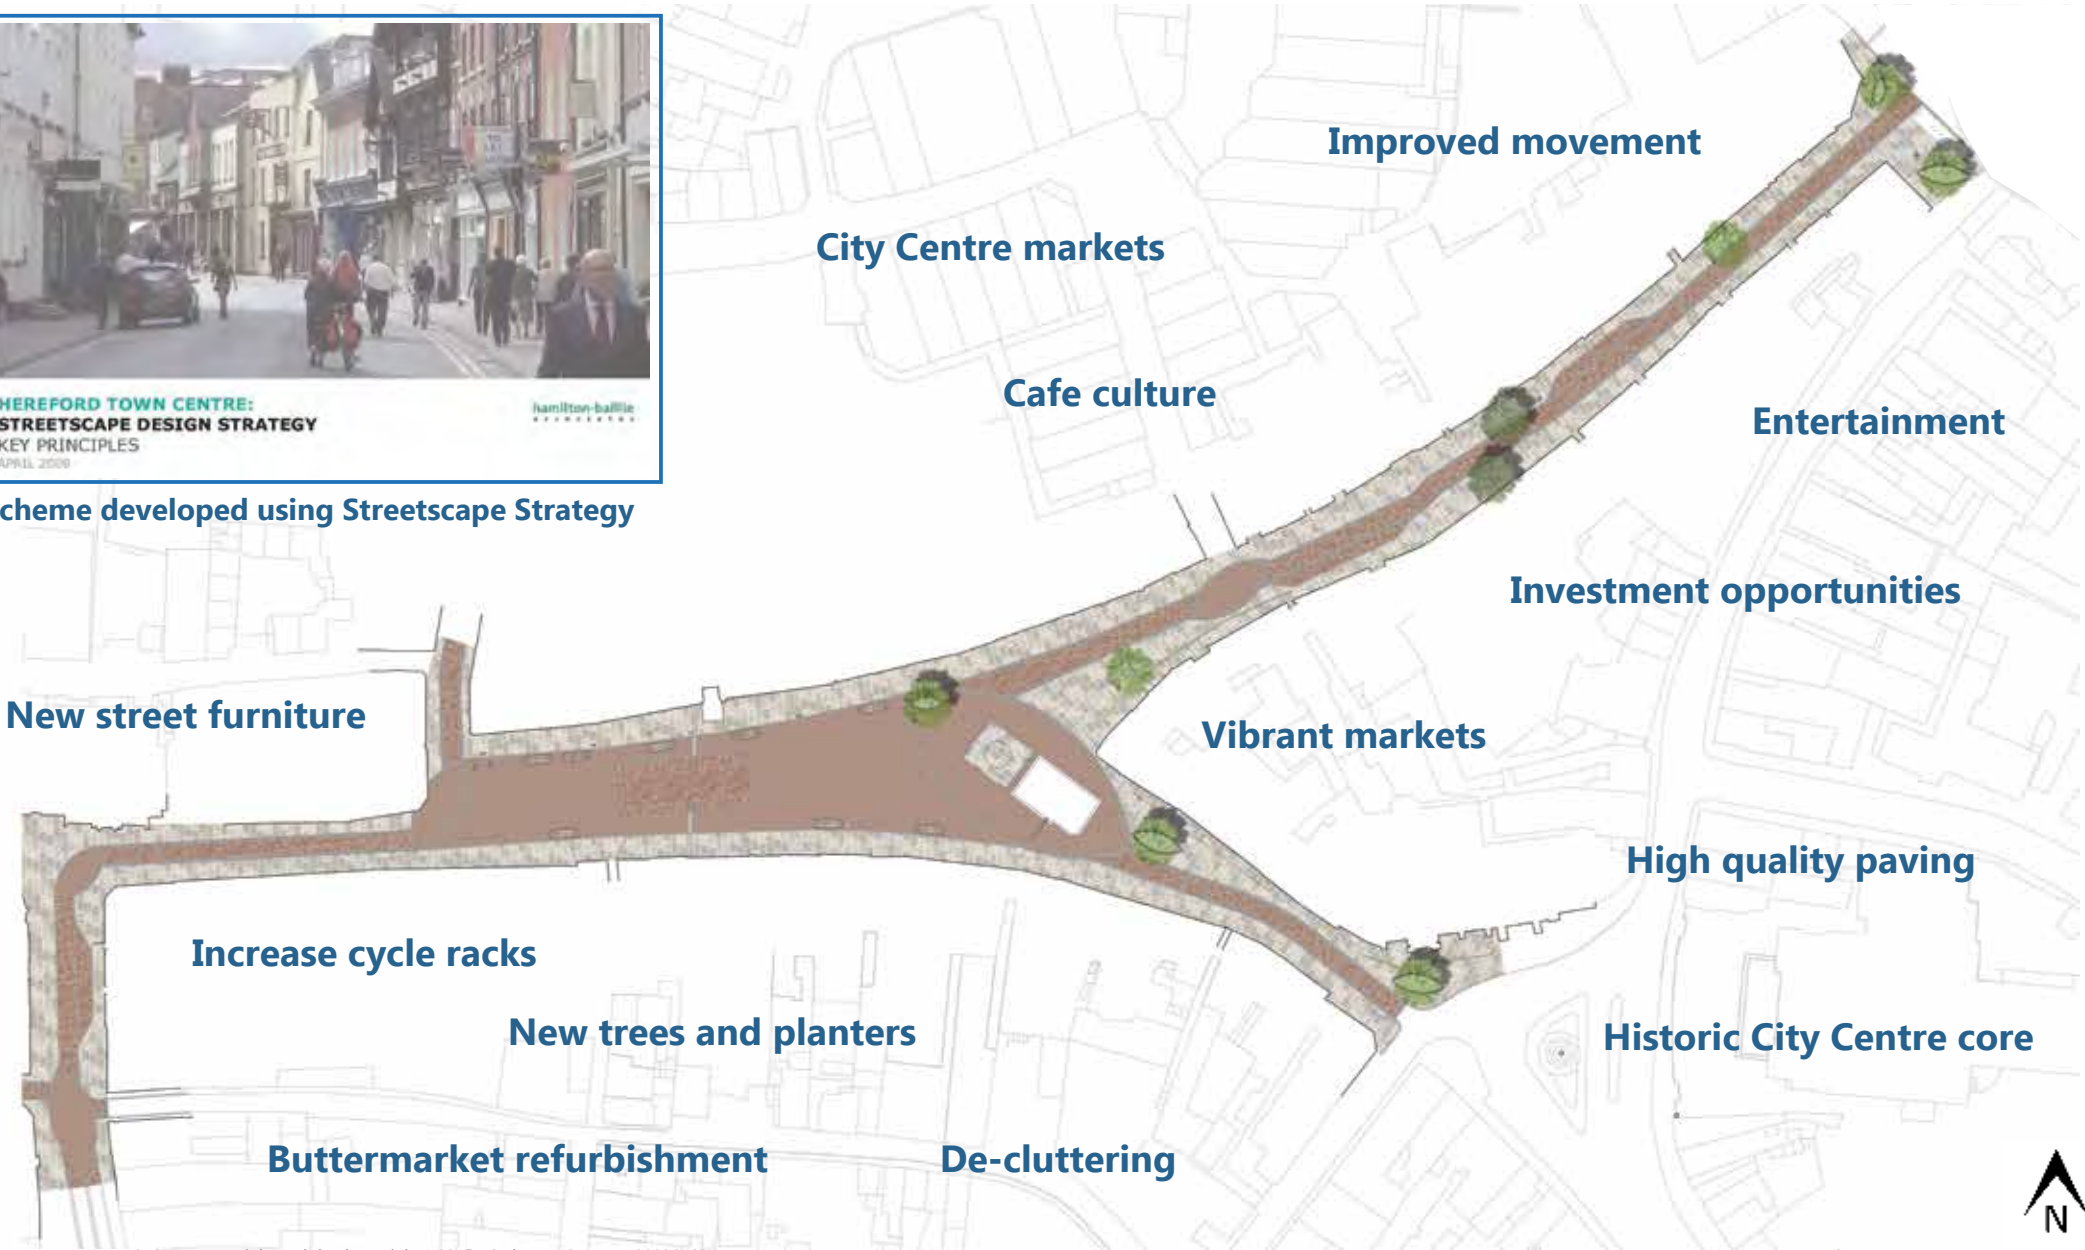 HEREFORD TOWN CENTRE:
STREETSCAPE DESIGN STRATEGY
KEY PRINCIPLES
hamilton-baillie
cheme developed using Streetscape Strategy
Improved movement
City Centre markets
Cafe culture
Entertainment
Investment opportunities
New street furniture
Vibrant markets
High quality paving
Increase cycle racks
New trees and planters
Historic City Centre core
Buttermarket refurbishment
De-cluttering
N